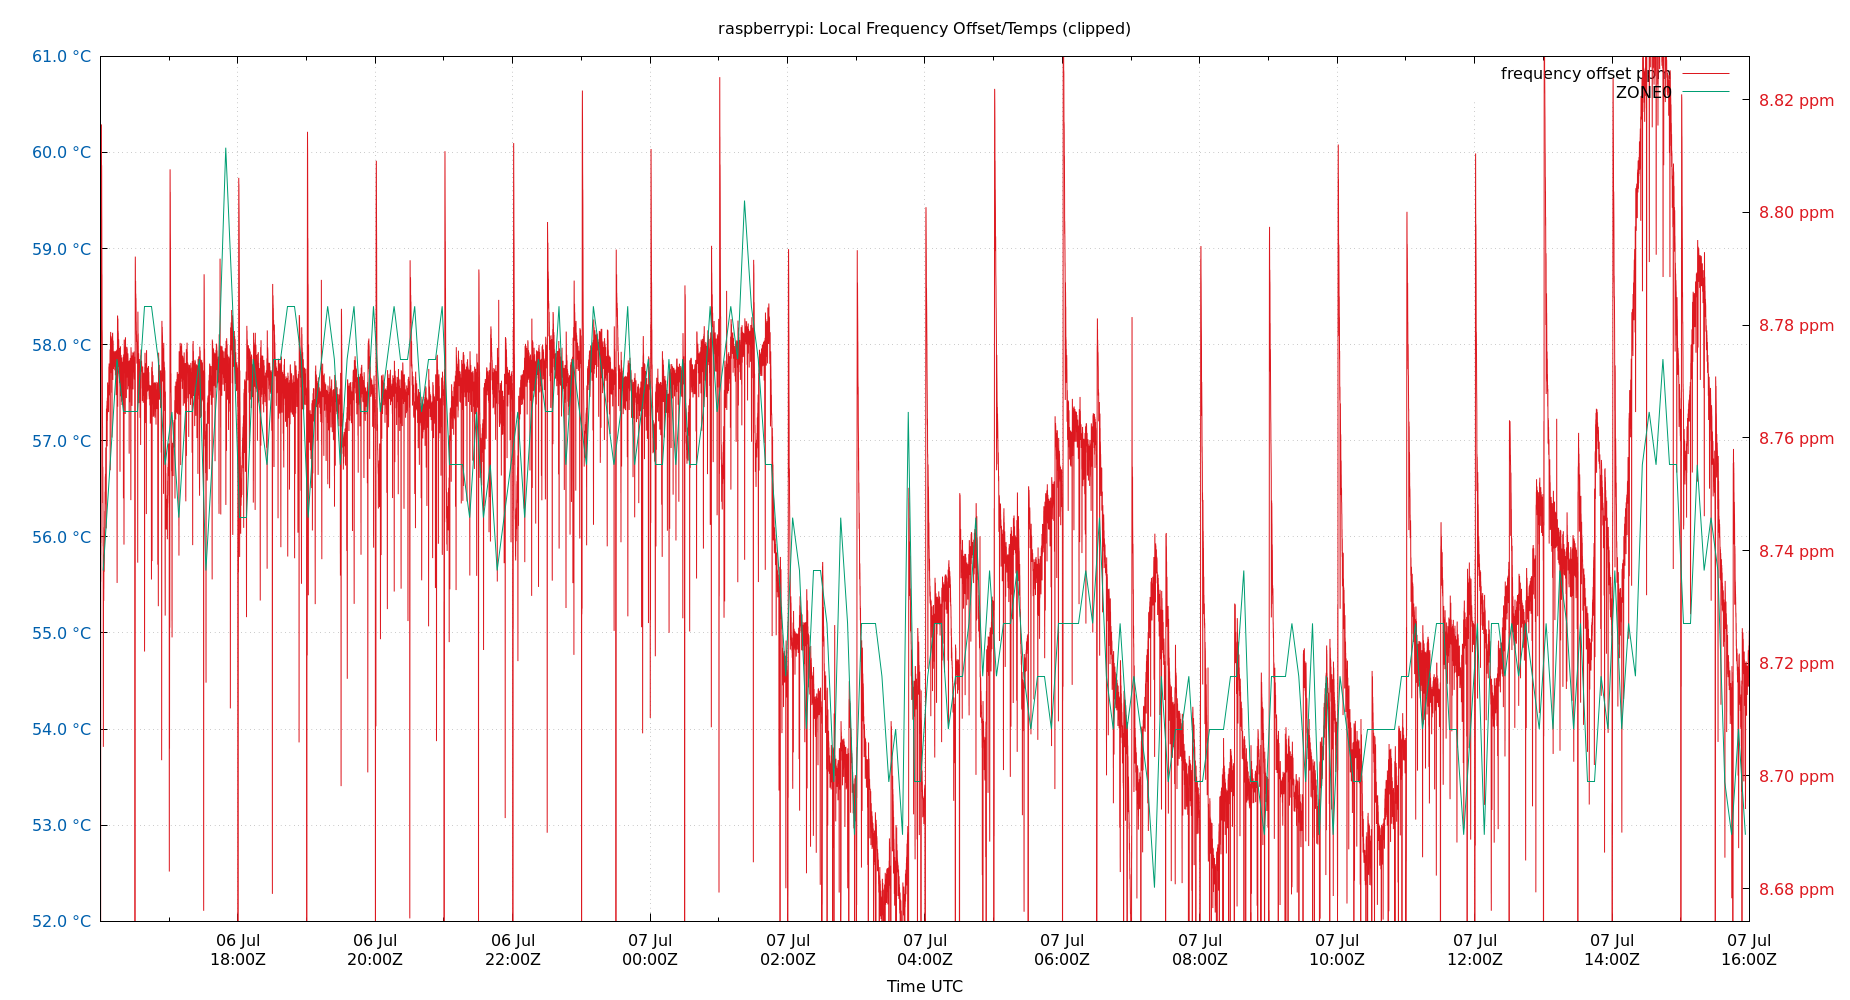 raspberrypi: Local Frequency Offset/Temps (clipped)
61.0 °C
60.0 °C
59.0 °C
58.0 °C
57.0 °C
56.0 °C
55.0 °C
54.0 °C
53.0 °C
52.0 °C
frequency offset ppm
ZONE0
8.82 ppm
8.80 ppm
8.78 ppm
8.76 ppm
8.74 ppm
8.72 ppm
8.70 ppm
8.68 ppm
06 Jul 06 Jul 06 Jul 07 Jul 07 Jul 07 Jul 07 Jul 07 Jul 07 Jul 07 Jul 07 Jul 07 Jul
18:00Z 20:00Z 22:00Z 00:00Z 02:00Z 04:00Z 06:00Z 08:00Z 10:00Z 12:00Z 14:00Z 16:00Z
Time UTC